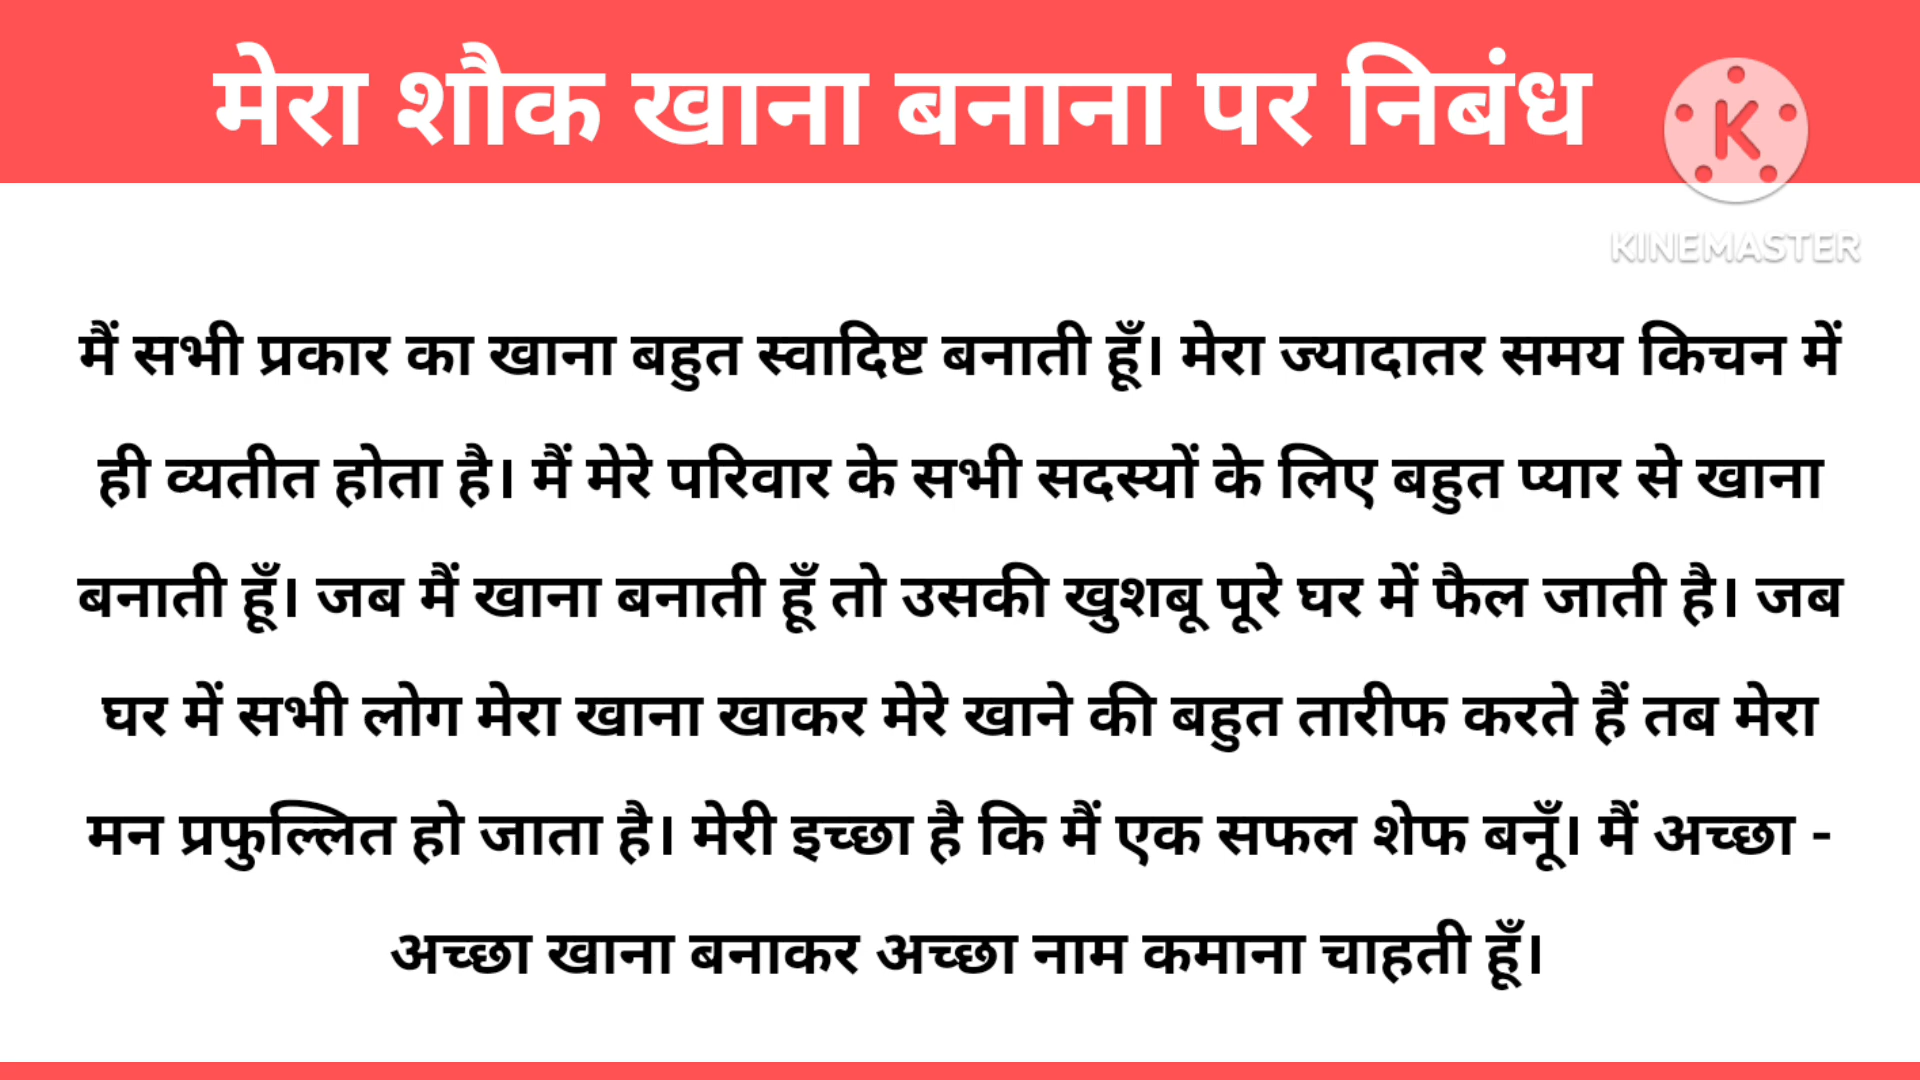 मेरा शौक खाना बनाना पर निबंध
K
KINEMASTER
मैं सभी प्रकार का खाना बहुत स्वादिष्ट बनाती हूँ। मेरा ज्यादातर समय किचन में
ही व्यतीत होता है। मैं मेरे परिवार के सभी सदस्यों के लिए बहुत प्यार से खाना
बनाती हूँ। जब मैं खाना बनाती हूँ तो उसकी खुशबू पूरे घर में फैल जाती है। जब
घर में सभी लोग मेरा खाना खाकर मेरे खाने की बहुत तारीफ करते हैं तब मेरा
मन प्रफुल्लित हो जाता है। मेरी इच्छा है कि मैं एक सफल शेफ बनूँ। मैं अच्छा -
अच्छा खाना बनाकर अच्छा नाम कमाना चाहती हूँ।